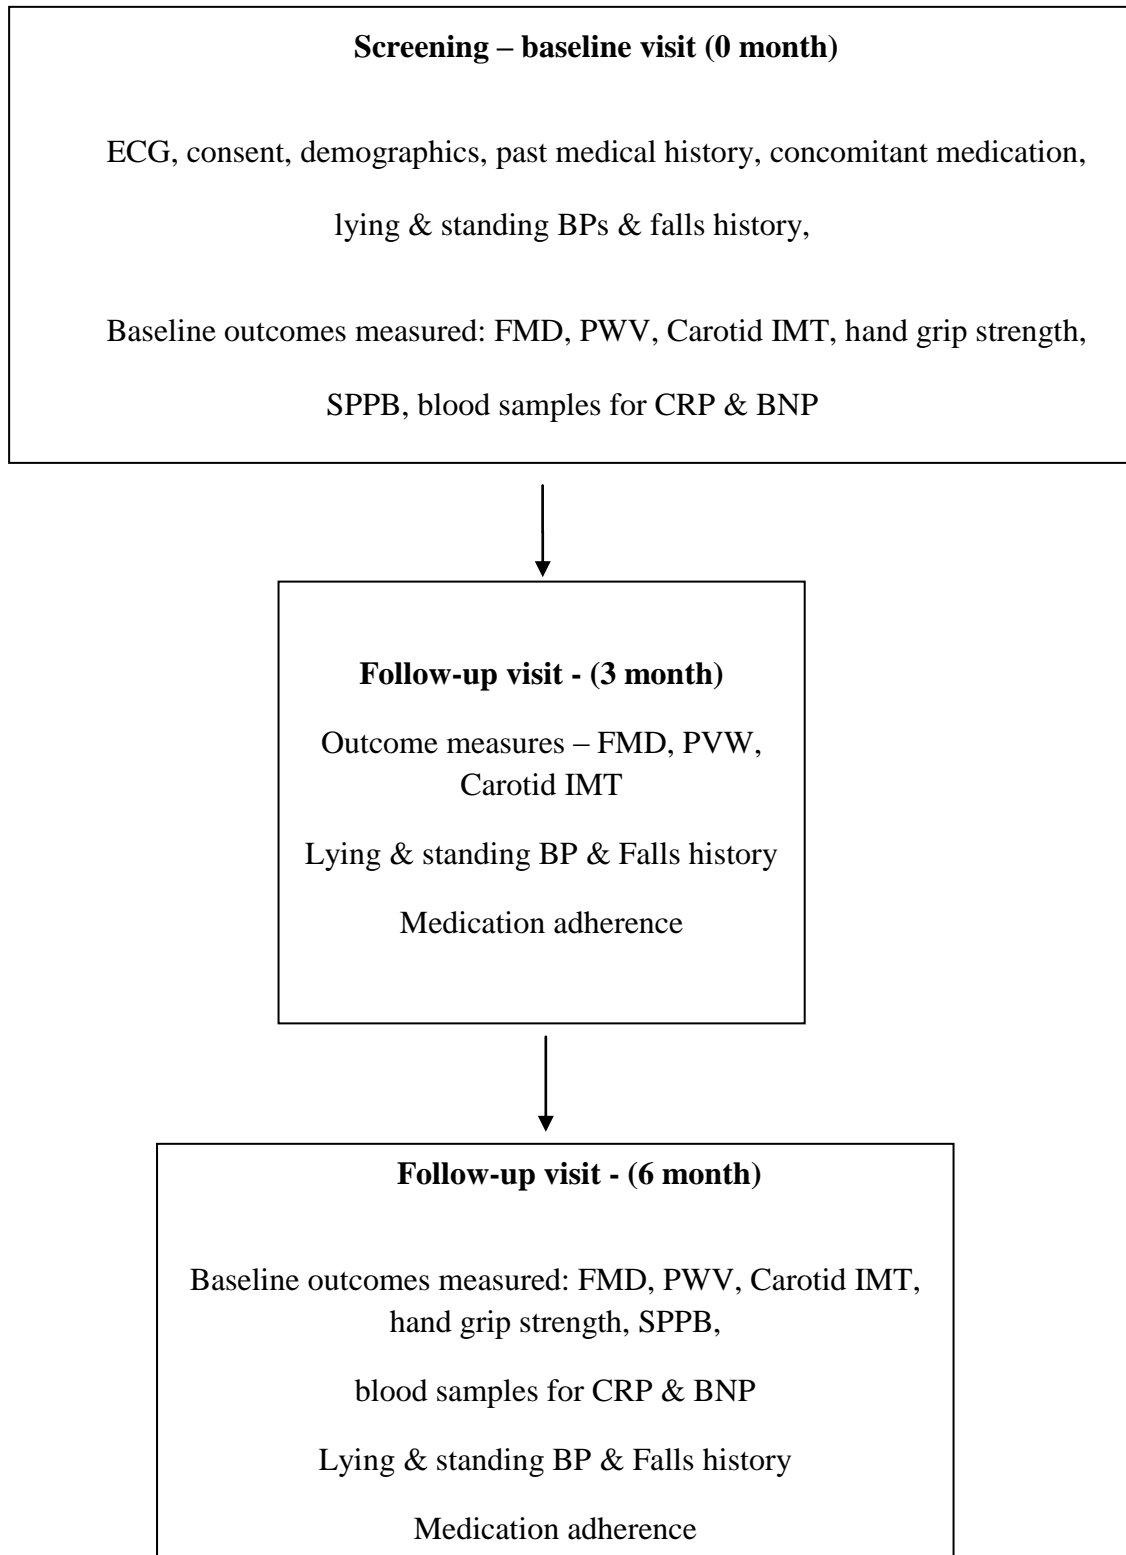 Screening – baseline visit (0 month)
ECG, consent, demographics, past medical history, concomitant medication,
lying & standing BPs & falls history,
Baseline outcomes measured: FMD, PWV, Carotid IMT, hand grip strength,
SPPB, blood samples for CRP & BNP
Follow-up visit - (3 month)
Outcome measures – FMD, PVW,
Carotid IMT
Lying & standing BP & Falls history
Medication adherence
Follow-up visit - (6 month)
Baseline outcomes measured: FMD, PWV, Carotid IMT,
hand grip strength, SPPB,
blood samples for CRP & BNP
Lying & standing BP & Falls history
Medication adherence